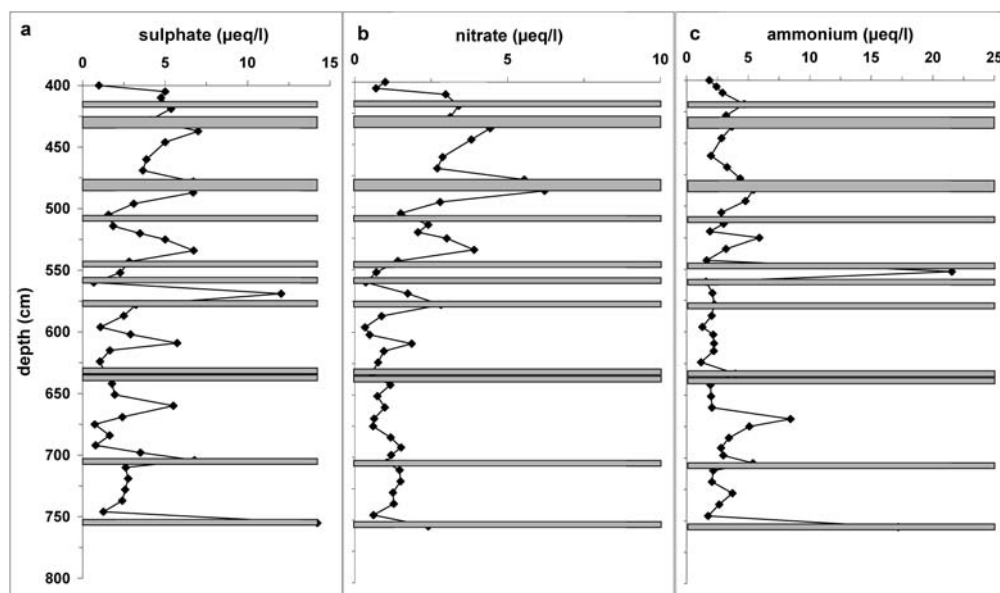 a
sulphate (µeq/l)
0 5 10 15
b
nitrate (µeq/l)
0 5 10
c
ammonium (µeq/l)
0 5 10 15 20 25
depth (cm)
400
450
500
550
600
650
700
750
800